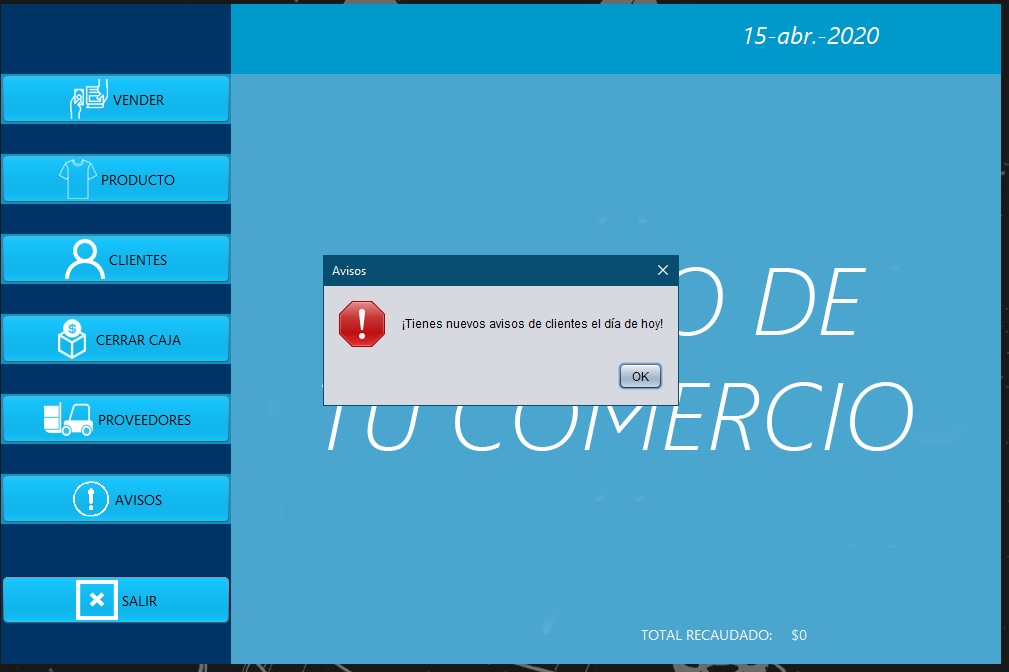 15-abr.-2020
VENDER
PRODUCTO
CLIENTES
CERRAR CAJA
PROVEEDORES
AVISOS
SALIR
Avisos
¡Tienes nuevos avisos de clientes el día de hoy!
OK
DE
TU COMERCIO
TOTAL RECAUDADO: $0